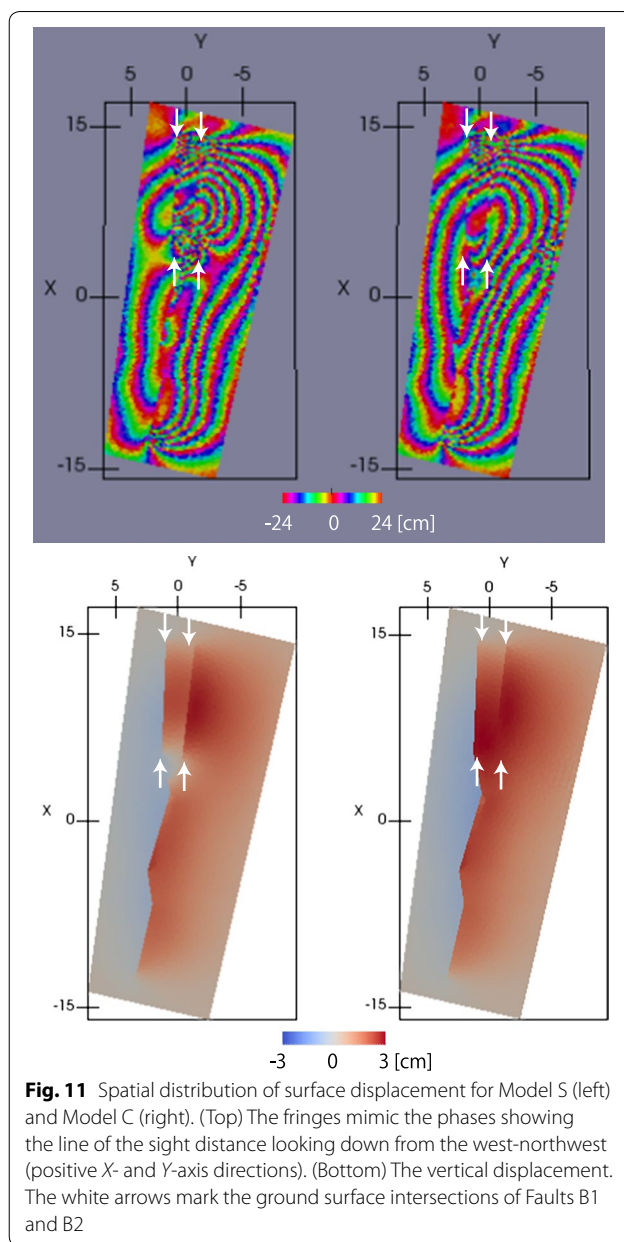 Y
5 0 -5
15
X 0
-15
Y
5 0 -5
15
X 0
-15
-24 0 24 [cm]
Y
5 0 -5
15
X 0
-15
Y
5 0 -5
15
X 0
-15
-3 0 3 [cm]
Fig. 11 Spatial distribution of surface displacement for Model S (left)
and Model C (right). (Top) The fringes mimic the phases showing
the line of the sight distance looking down from the west-northwest
(positive X- and Y-axis directions). (Bottom) The vertical displacement.
The white arrows mark the ground surface intersections of Faults B1
and B2